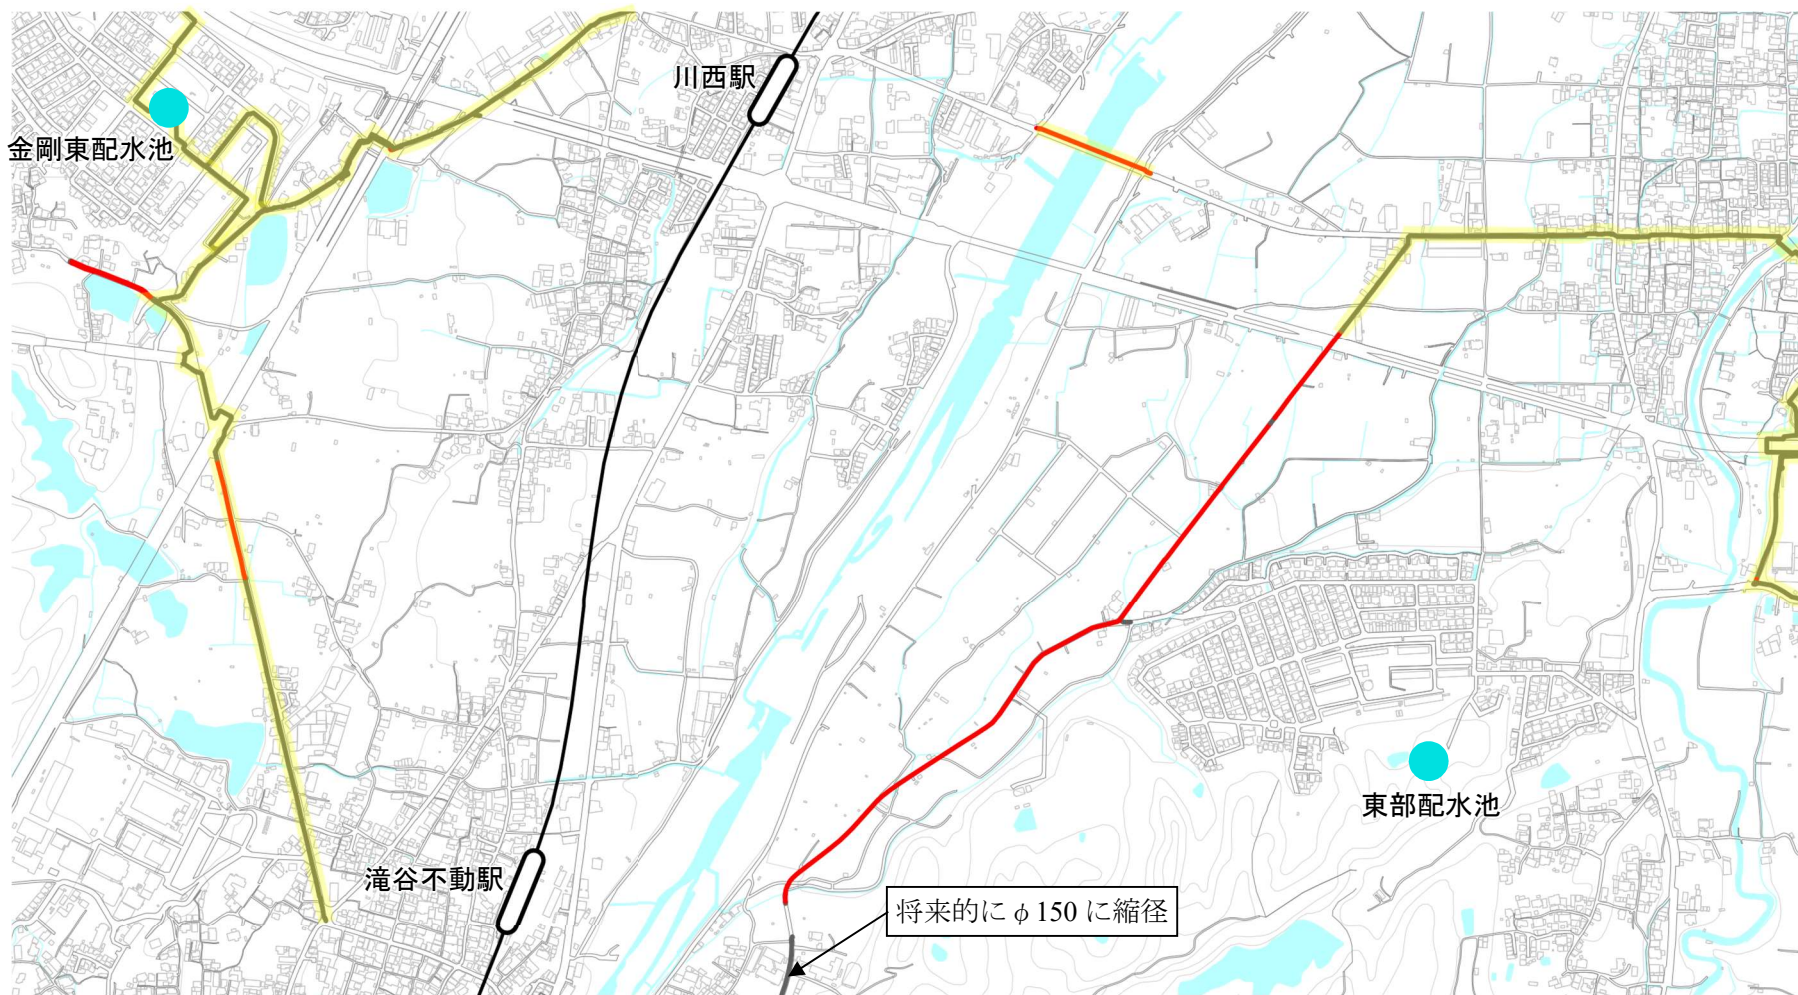 川西駅
金剛東配水池
東部配水池
滝谷不動駅
将来的にφ150に縮径